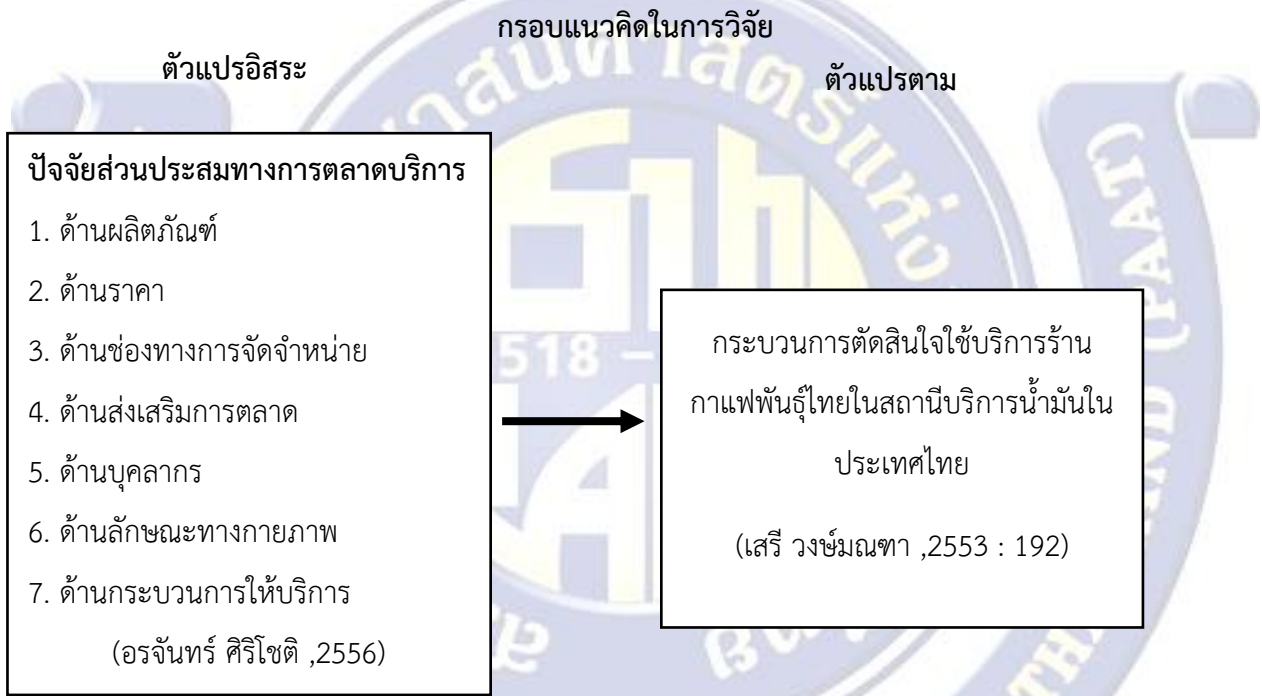 กรอบแนวคิดในการวิจัย
ตัวแปรอิสระ
ตัวแปรตาม
ปัจจัยส่วนประสมทางการตลาดบริการ
1. ด้านผลิตภัณฑ์
2. ด้านราคา
3. ด้านช่องทางการจัดจำหน่าย
4. ด้านส่งเสริมการตลาด
5. ด้านบุคลากร
6. ด้านลักษณะทางกายภาพ
7. ด้านกระบวนการให้บริการ
(อรจันทร์ ศิริโชติ ,2556)
กระบวนการตัดสินใจใช้บริการร้าน
กาแฟพันธุ์ไทยในสถานีบริการน้ำมันใน
ประเทศไทย
(เสรี วงษ์มณฑา ,2553 : 192)
518 –
(PAAT)